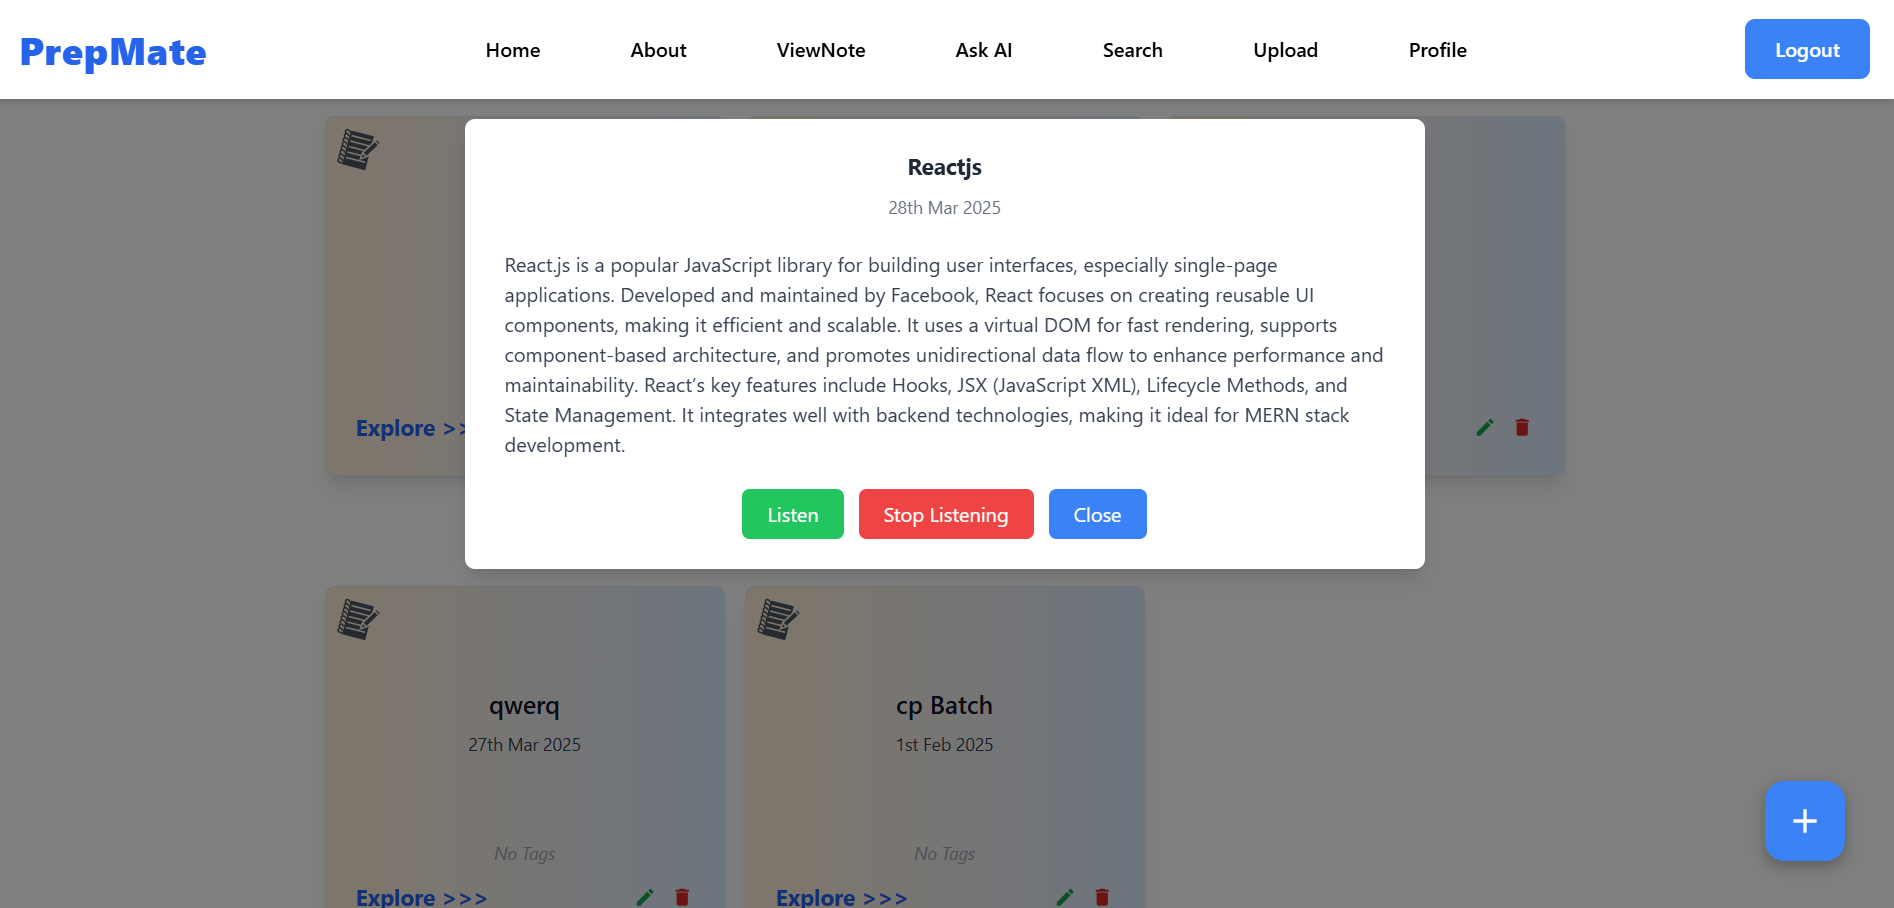 PrepMate
Home
About
ViewNote
Ask AI
Search
Upload
Profile
Logout
Reactjs
28th Mar 2025
React.js is a popular JavaScript library for building user interfaces, especially single-page
applications. Developed and maintained by Facebook, React focuses on creating reusable UI
components, making it efficient and scalable. It uses a virtual DOM for fast rendering, supports
component-based architecture, and promotes unidirectional data flow to enhance performance and
maintainability. React’s key features include Hooks, JSX (JavaScript XML), Lifecycle Methods, and
State Management. It integrates well with backend technologies, making it ideal for MERN stack
development.
Explore >>
Listen
Stop Listening
Close
qwerq
27th Mar 2025
No Tags
Explore >>>
cp Batch
1st Feb 2025
No Tags
Explore >>>
+